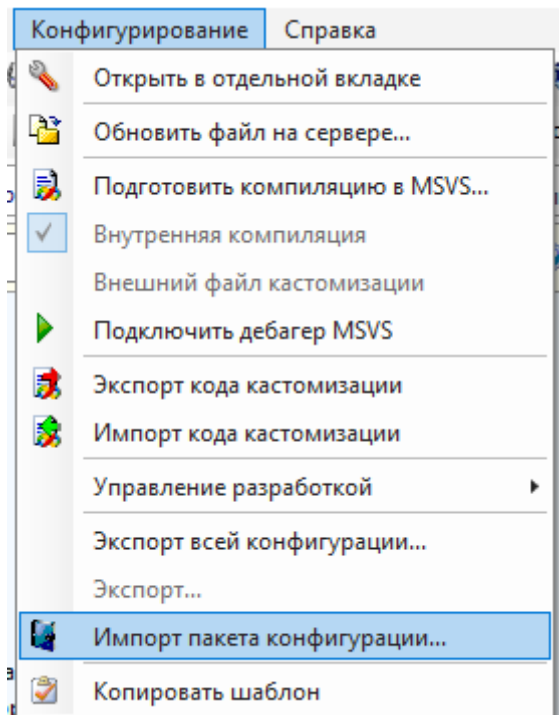 Конфигурирование Справка
Открыть в отдельной вкладке
Обновить файл на сервере...
Подготовить компиляцию в MSVS...
Внутренняя компиляция
Внешний файл кастомизации
Подключить дебагер MSVS
Экспорт кода кастомизации
Импорт кода кастомизации
Управление разработкой
Экспорт всей конфигурации...
Экспорт...
Импорт пакета конфигурации...
Копировать шаблон